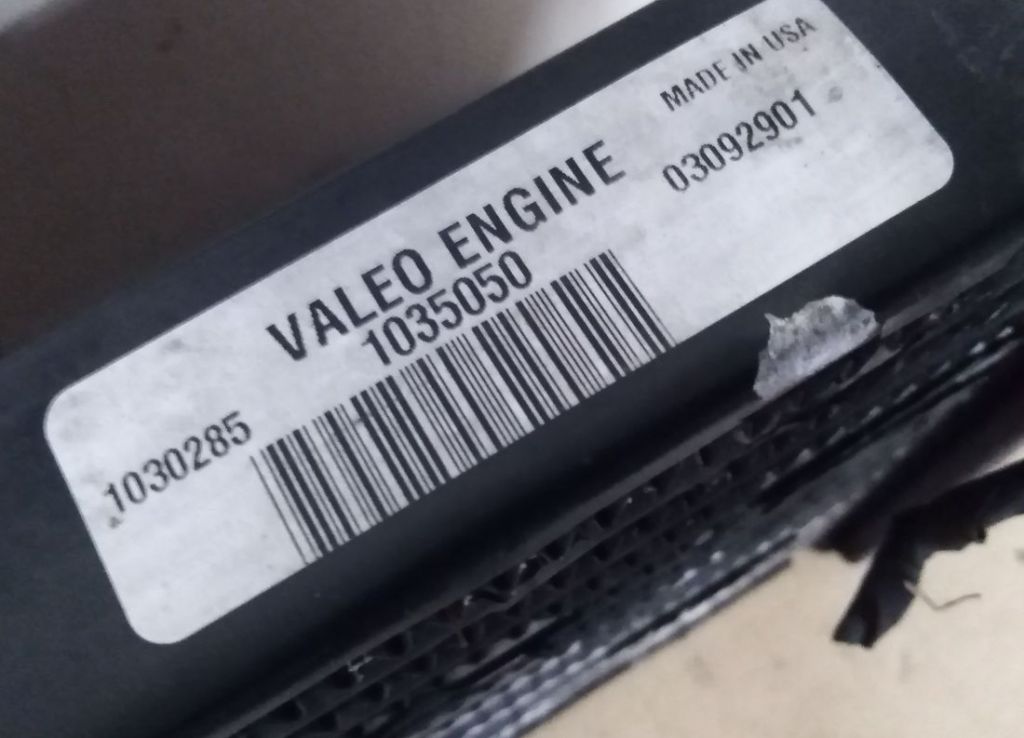 MADE IN USA
VALEO ENGINE
03092901
1035050
1030285